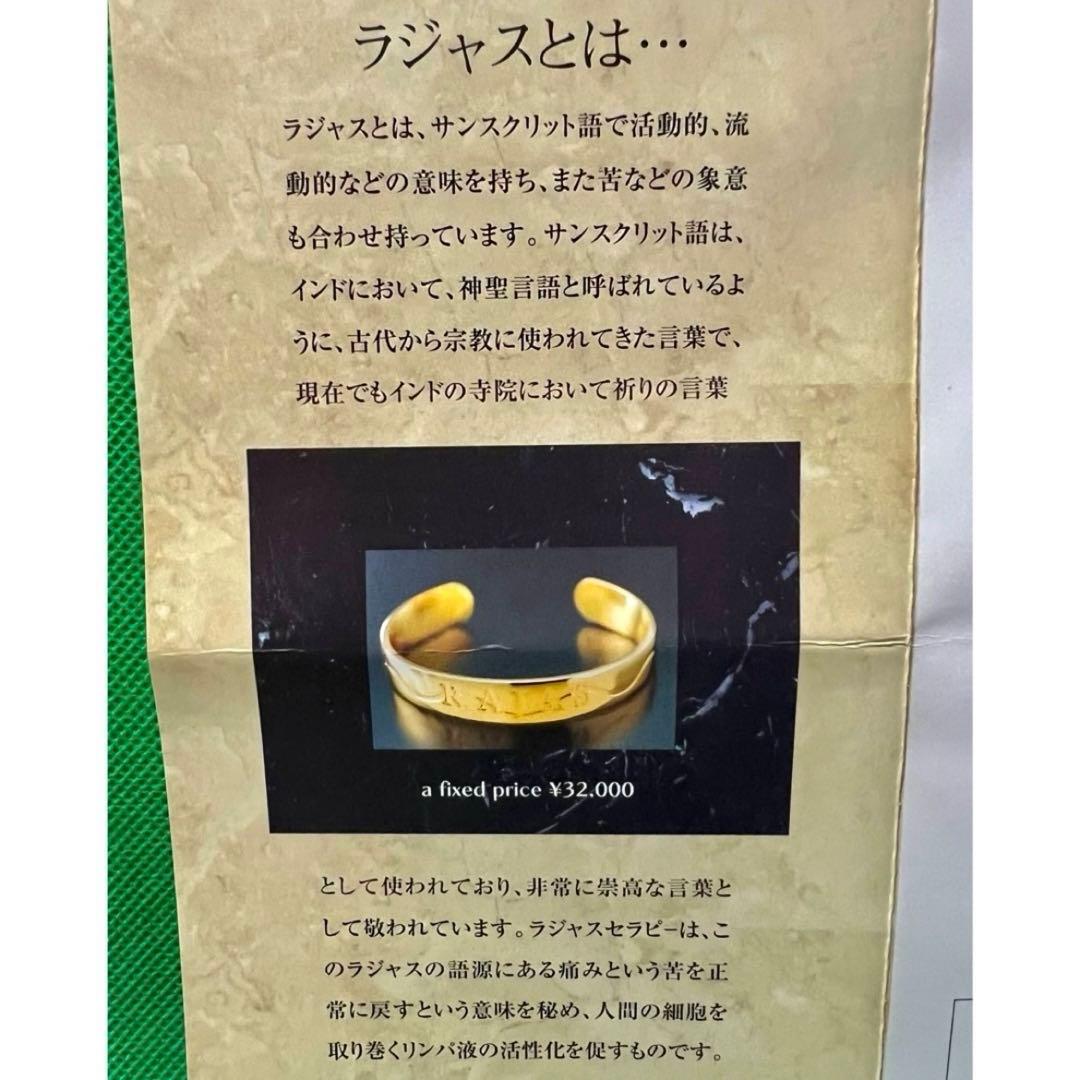 ラジャスとは…
ラジャスとは、サンスクリット語で活動的、流
動的などの意味を持ち、また苦などの象意
も合わせ持っています。サンスクリット語は、
インドにおいて、神聖言語と呼ばれているよ
うに、古代から宗教に使われてきた言葉で、
現在でもインドの寺院において祈りの言葉
RAJAS
a fixed price ¥32.000
として使われており、非常に崇高な言葉と
して敬われています。ラジャスセラピーは、こ
のラジャスの語源にある痛みという苦を正
常に戻すという意味を秘め、人間の細胞を
取り巻くリンパ液の活性化を促すものです。